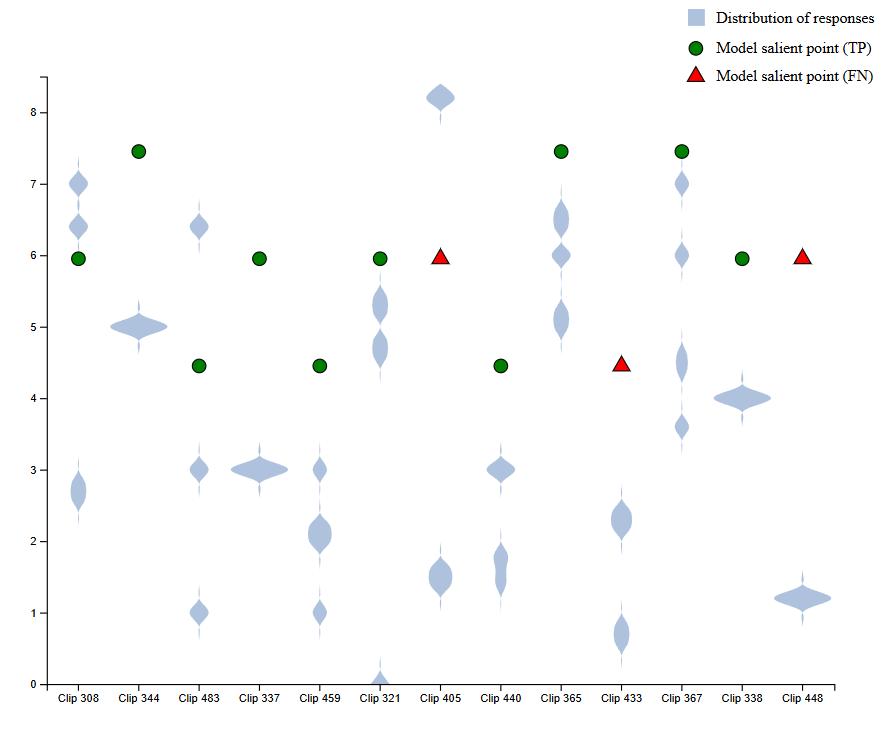 Distribution of responses
Model salient point (TP)
Model salient point (FN)
8
7
6
5
4
3
2
1
0
Clip 308 Clip 344 Clip 483 Clip 337 Clip 459 Clip 321 Clip 405 Clip 440 Clip 365 Clip 433 Clip 367 Clip 338 Clip 448